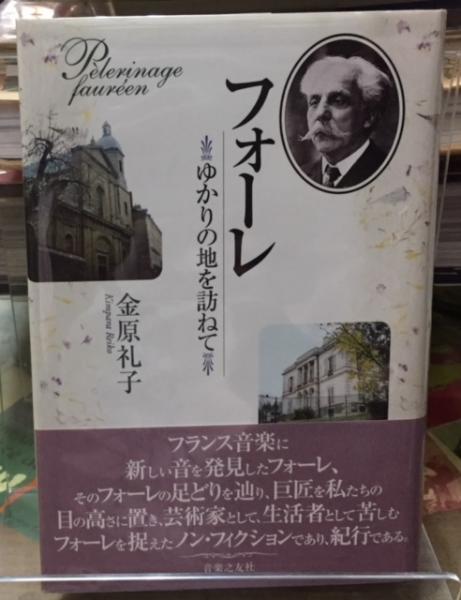 Pèlerinage
fauréen
フォーレ
ゆかりの地を訪ねて
金原礼子
Kimpara Reiko
フランス音楽に
新しい音を発見したフォーレ、
そのフォーレの足どりを辿り、巨匠を私たちの
目の高さに置き、芸術家として、生活者として苦しむ
フォーレを捉えたノン・フィクションであり、紀行である。
音楽之友社